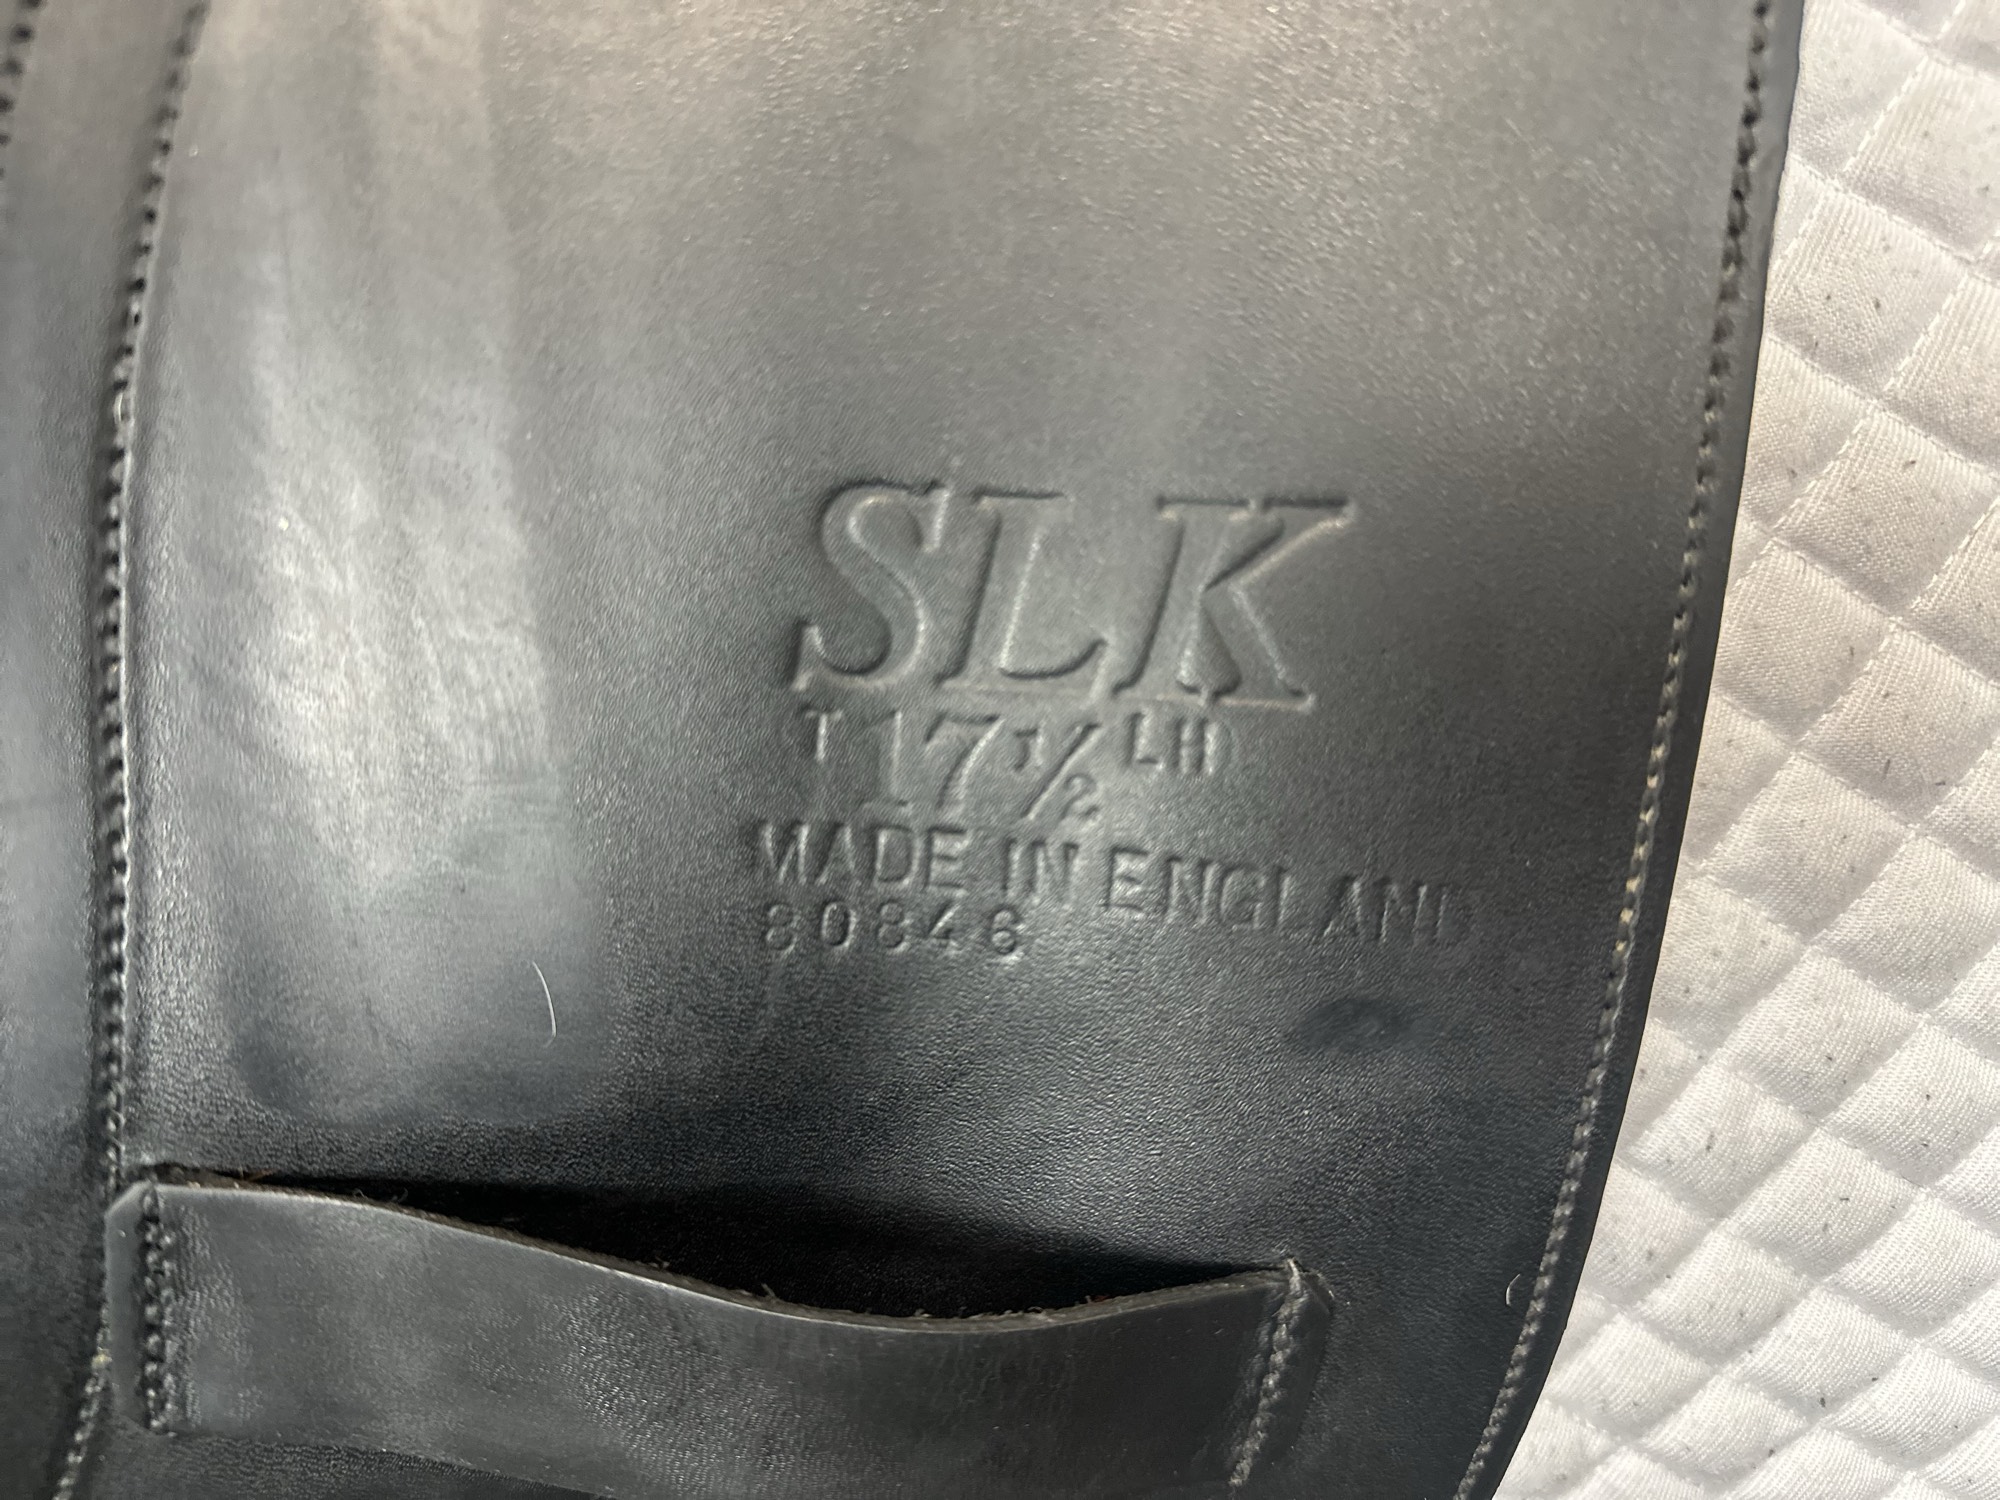 SLK
T 17½ LH
MADE IN ENGLAND
80846